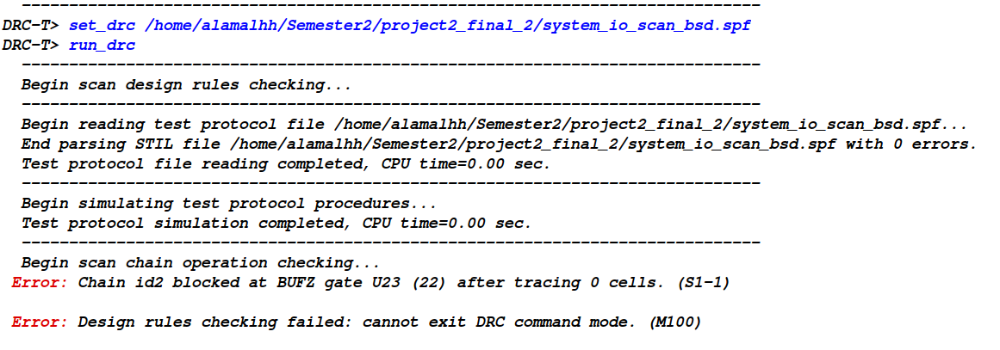 --------------------------------------------------------------------------------
DRC-T> set_drc /home/alamalhh/Semester2/project2_final_2/system_io_scan_bsd.spf
DRC-T> run_drc
------------------------------------------------------------------------------
Begin scan design rules checking...
------------------------------------------------------------------------------
Begin reading test protocol file /home/alamalhh/Semester2/project2_final_2/system_io_scan_bsd.spf...
End parsing STIL file /home/alamalhh/Semester2/project2_final_2/system_io_scan_bsd.spf with 0 errors.
Test protocol file reading completed, CPU time=0.00 sec.
------------------------------------------------------------------------------
Begin simulating test protocol procedures...
Test protocol simulation completed, CPU time=0.00 sec.
------------------------------------------------------------------------------
Begin scan chain operation checking...
Error: Chain id2 blocked at BUFZ gate U23 (22) after tracing 0 cells. (S1-1)
Error: Design rules checking failed: cannot exit DRC command mode. (M100)